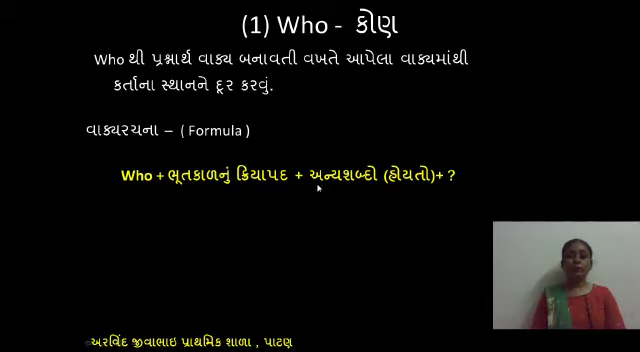 (1) Who - કોણ
Who થી પ્રશ્નાર્થ વાક્ય બનાવતી વખતે આપેલા વાક્યમાંથી
કર્તાના સ્થાનને દૂર કરવું.
વાક્યરચના – ( Formula )
Who + ભૂતકાળનું ક્રિયાપદ + અન્યશબ્દો (હોયતો)+ ?
અરવિંદ જીવાભાઇ પ્રાથમિક શાળા , પાટણ